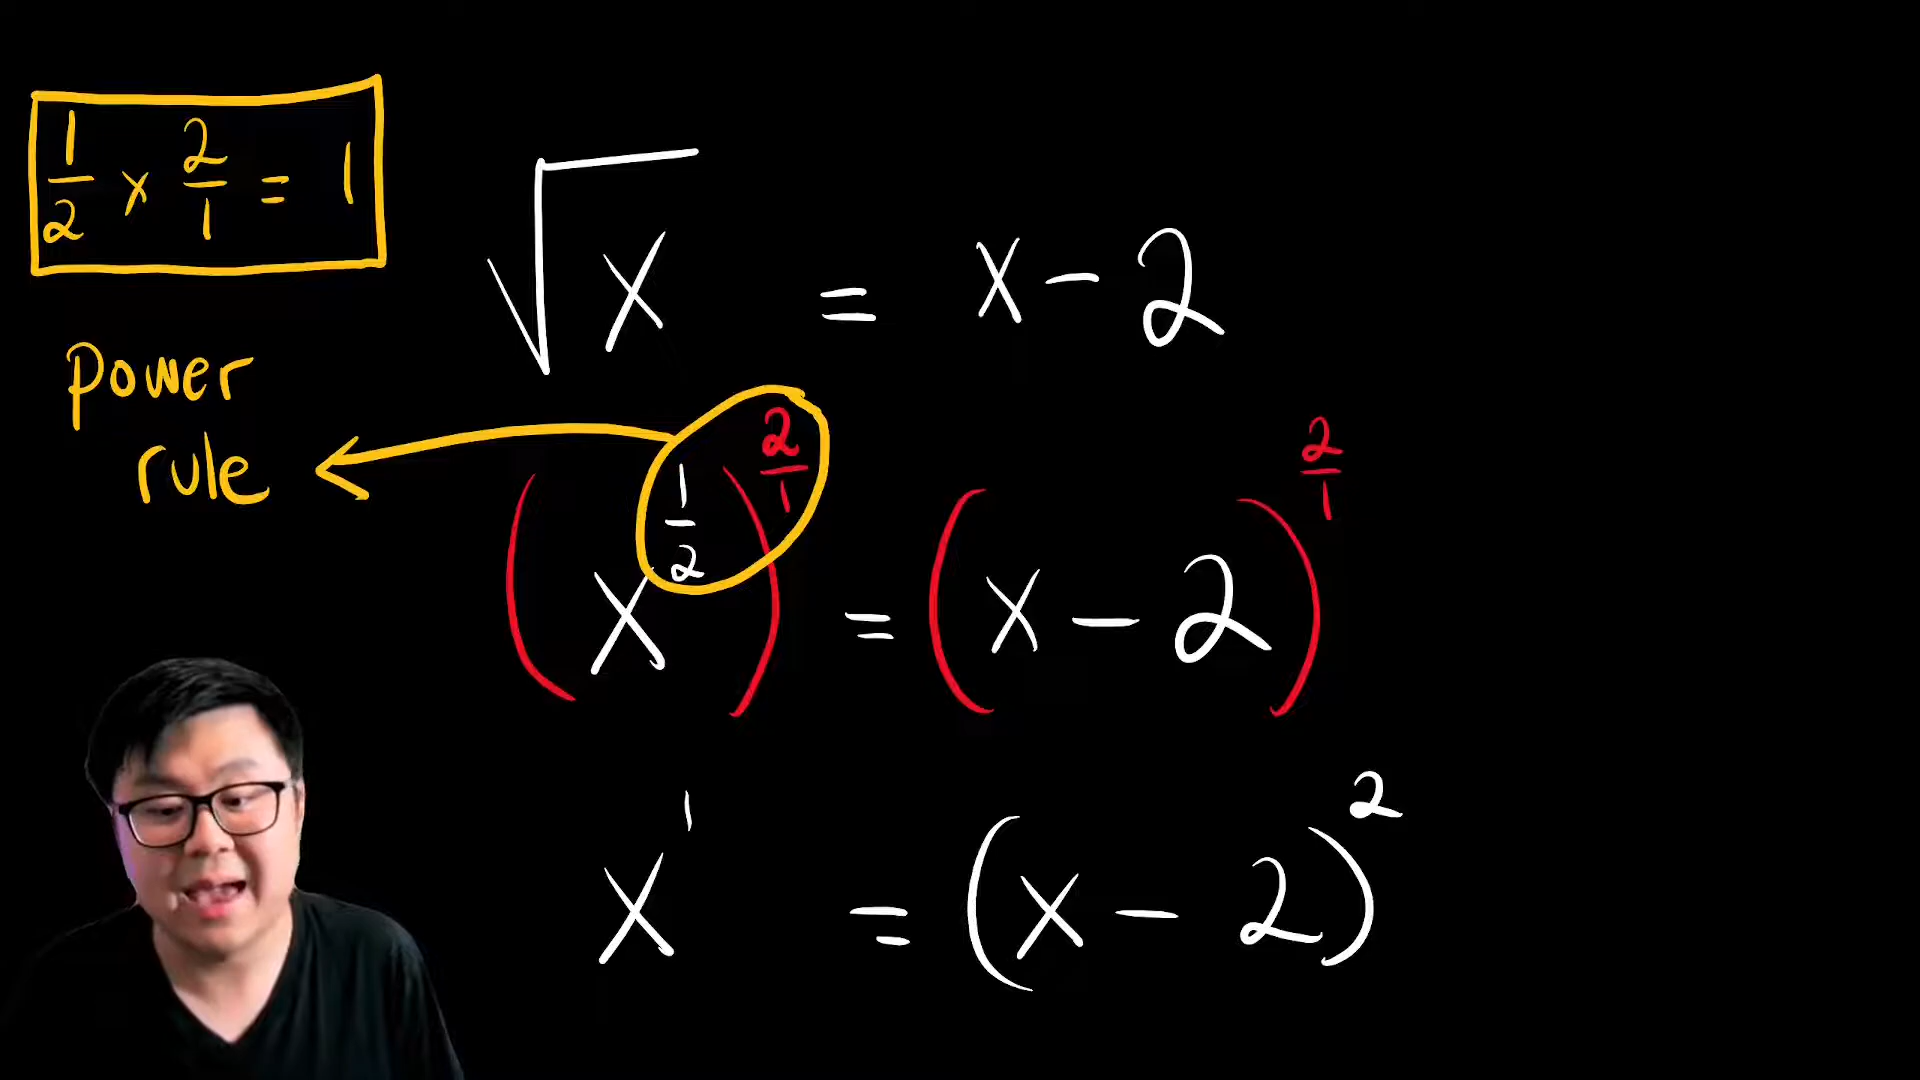 1/2 x 2/1 = 1
power
rule
√x = x - 2
(x^(1/2))^(2/1) = (x - 2)^(2/1)
x^1 = (x - 2)^2